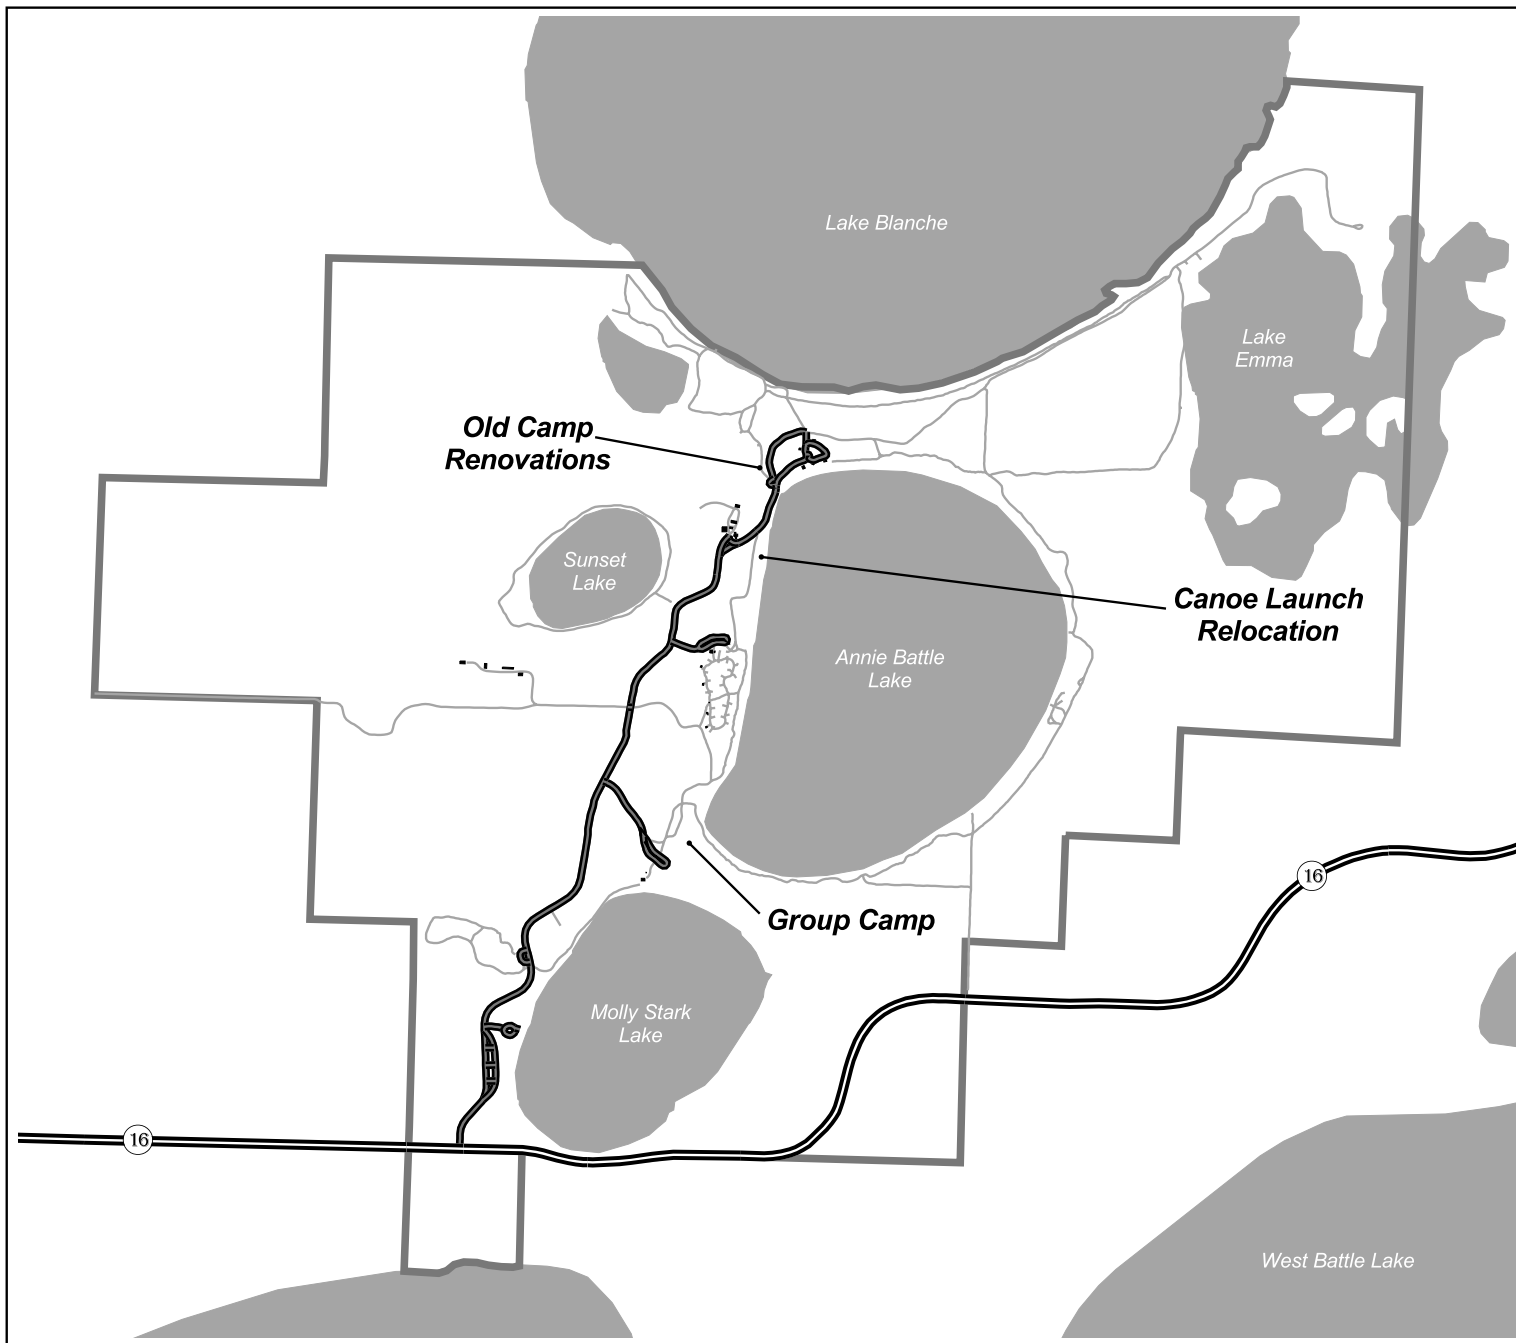 Lake Blanche
Lake
Emma
Old Camp
Renovations
Sunset
Lake
Canoe Launch
Relocation
Annie Battle
Lake
16
Group Camp
Molly Stark
Lake
16
West Battle Lake